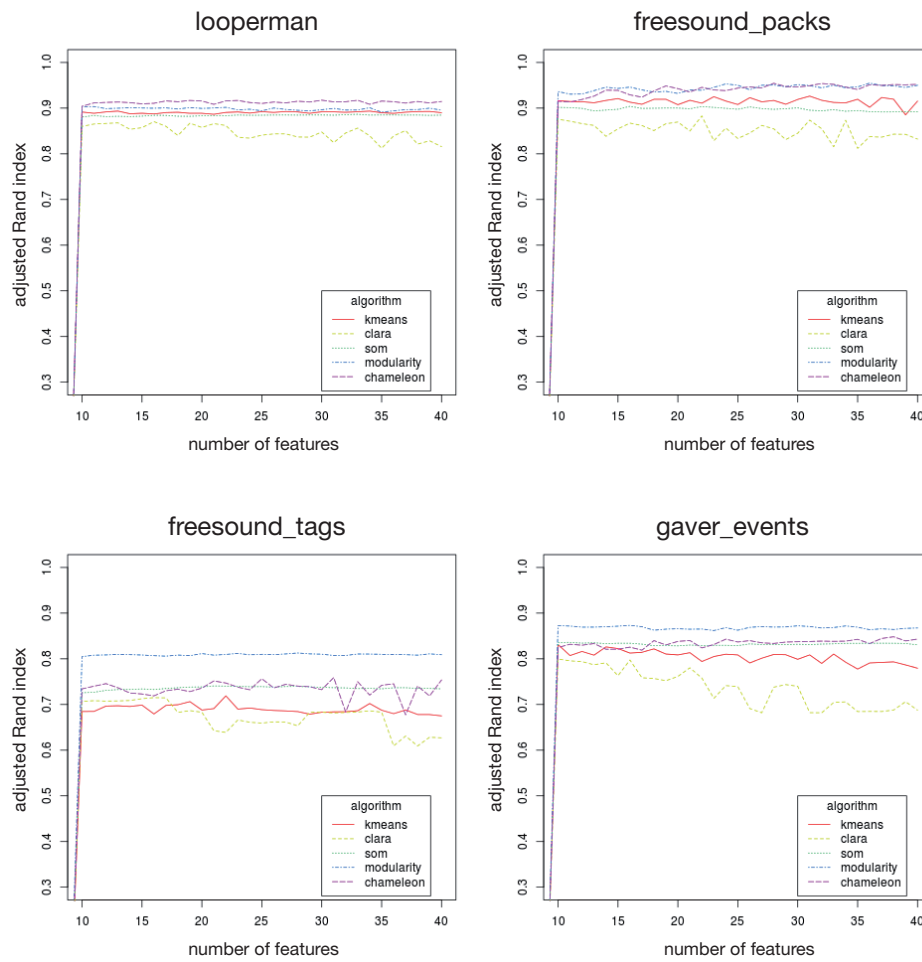 looperman
adjusted Rand index
1.0
0.9
0.8
0.7
0.6
0.5
0.4
0.3
algorithm
kmeans
clara
som
modularity
chameleon
10 15 20 25 30 35 40
number of features
freesound_packs
adjusted Rand index
1.0
0.9
0.8
0.7
0.6
0.5
0.4
0.3
algorithm
kmeans
clara
som
modularity
chameleon
10 15 20 25 30 35 40
number of features
freesound_tags
adjusted Rand index
1.0
0.9
0.8
0.7
0.6
0.5
0.4
0.3
algorithm
kmeans
clara
som
modularity
chameleon
10 15 20 25 30 35 40
number of features
gaver_events
adjusted Rand index
1.0
0.9
0.8
0.7
0.6
0.5
0.4
0.3
algorithm
kmeans
clara
som
modularity
chameleon
10 15 20 25 30 35 40
number of features